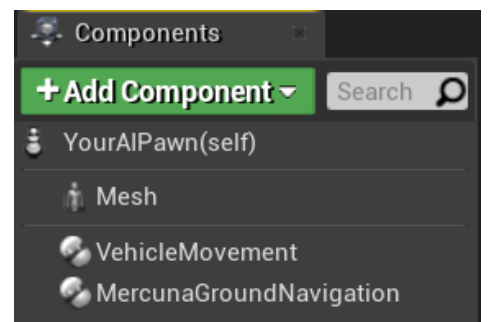 Components
+ Add Component
Search
YourAIPawn(self)
Mesh
VehicleMovement
MercunaGroundNavigation